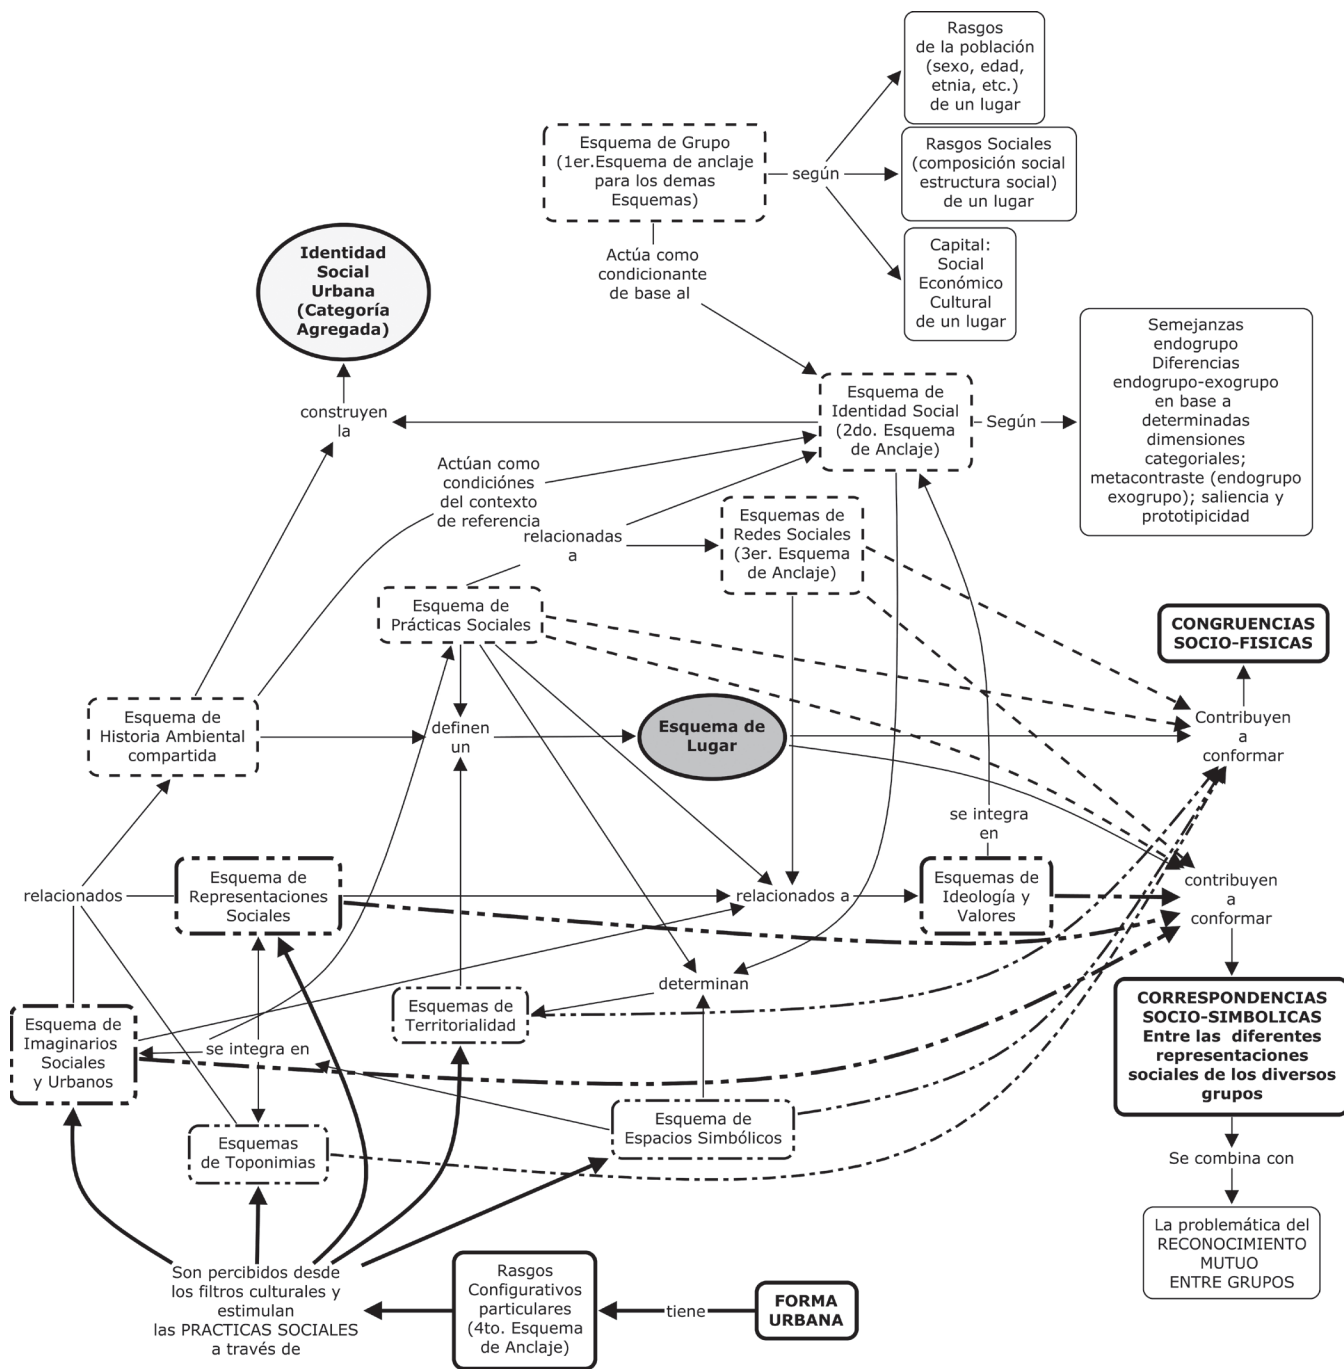 Rasgos
de la población
(sexo, edad,
etnia, etc.)
de un lugar
Esquema de Grupo
(1er.Esquema de anclaje
para los demas
Esquemas)
según
Rasgos Sociales
(composición social
estructura social)
de un lugar
Capital:
Social
Económico
Cultural
de un lugar
Actúa como
condicionante
de base al
Identidad
Social
Urbana
(Categoría
Agregada)
construyen
la
Esquema de
Identidad Social
(2do. Esquema
de Anclaje)
Según
Semejanzas
endogrupo
Diferencias
endogrupo-exogrupo
en base a
determinadas
dimensiones
categoriales;
metacontraste (endogrupo
exogrupo); saliencia y
prototipicidad
Actúan como
condiciónes
del contexto
de referencia
relacionadas
a
Esquemas de
Redes Sociales
(3er. Esquema
de Anclaje)
Esquema de
Prácticas Sociales
CONGRUENCIAS
SOCIO-FISICAS
Esquema de
Historia Ambiental
compartida
definen
un
Esquema de
Lugar
Contribuyen
a
conformar
se integra
en
relacionados
Esquema de
Representaciones
Sociales
relacionados a
Esquemas de
Ideología y
Valores
contribuyen
a
conformar
determinan
Esquema de
Imaginarios
Sociales
y Urbanos
se integra en
Esquemas de
Territorialidad
CORRESPONDENCIAS
SOCIO-SIMBOLICAS
Entre las diferentes
representaciones
sociales de los diversos
grupos
Esquemas
de Toponimias
Esquema de
Espacios Simbólicos
Se combina con
La problemática del
RECONOCIMIENTO
MUTUO
ENTRE GRUPOS
Son percibidos desde
los filtros culturales y
estimulan
las PRACTICAS SOCIALES
a través de
Rasgos
Configurativos
particulares
(4to. Esquema
de Anclaje)
tiene
FORMA
URBANA